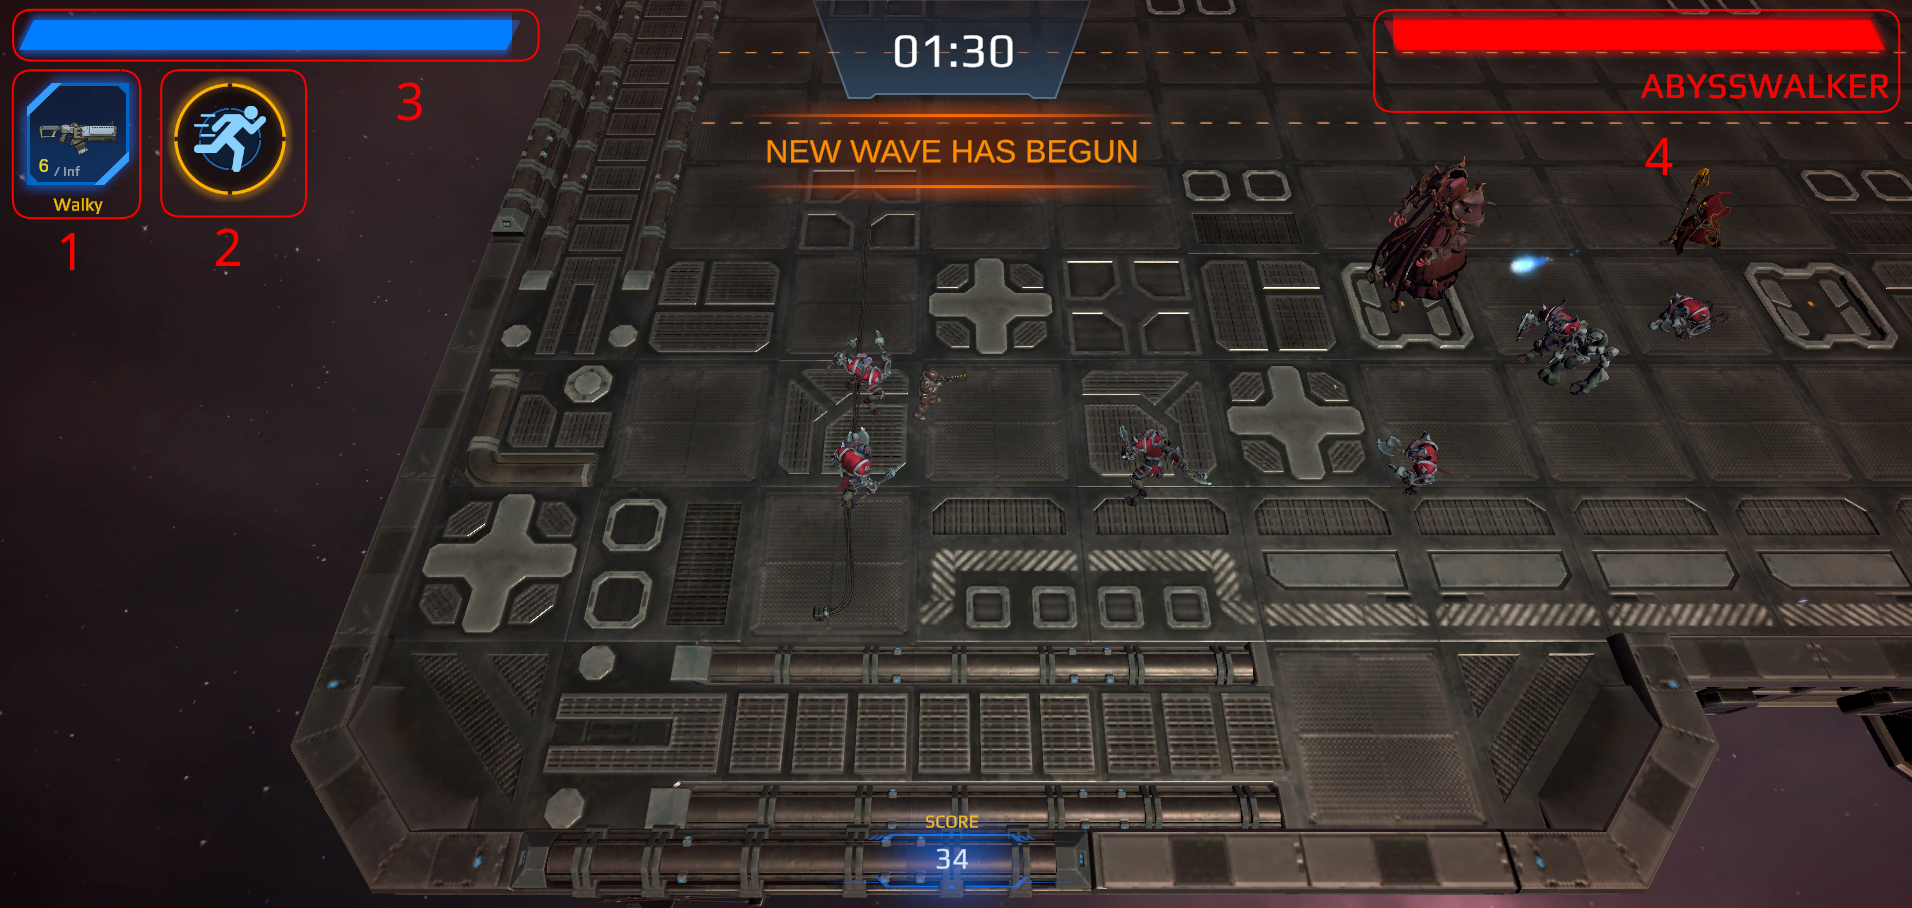 01:30
ABYSSWALKER
3
NEW WAVE HAS BEGUN
4
6 / Inf
Walky
1
2
SCORE
34